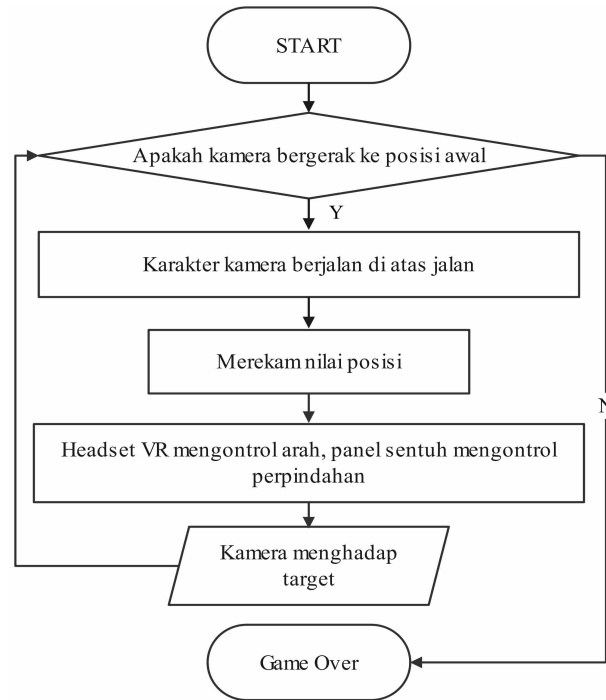 START
Apakah kamera bergerak ke posisi awal
Y
Karakter kamera berjalan di atas jalan
Merekam nilai posisi
N
Headset VR mengontrol arah, panel sentuh mengontrol
perpindahan
Kamera menghadap
target
Game Over